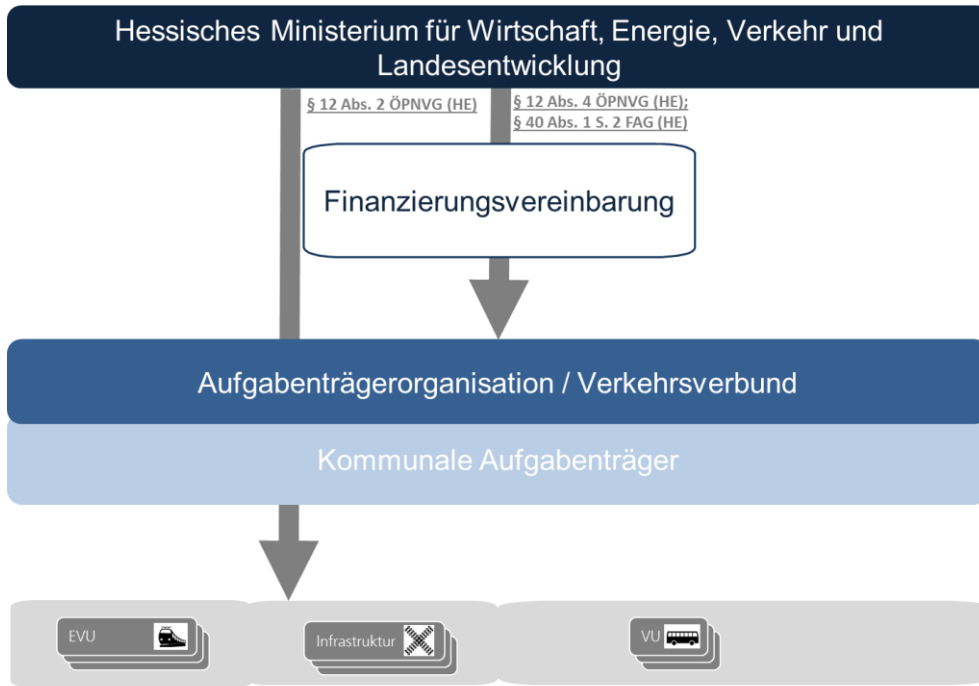 Hessisches Ministerium für Wirtschaft, Energie, Verkehr und
Landesentwicklung
§ 12 Abs. 2 ÖPNVG (HE)
§ 12 Abs. 4 ÖPNVG (HE);
§ 40 Abs. 1 S. 2 FAG (HE)
Finanzierungsvereinbarung
Aufgabenträgerorganisation / Verkehrsverbund
Kommunale Aufgabenträger
EVU
Infrastruktur
VU